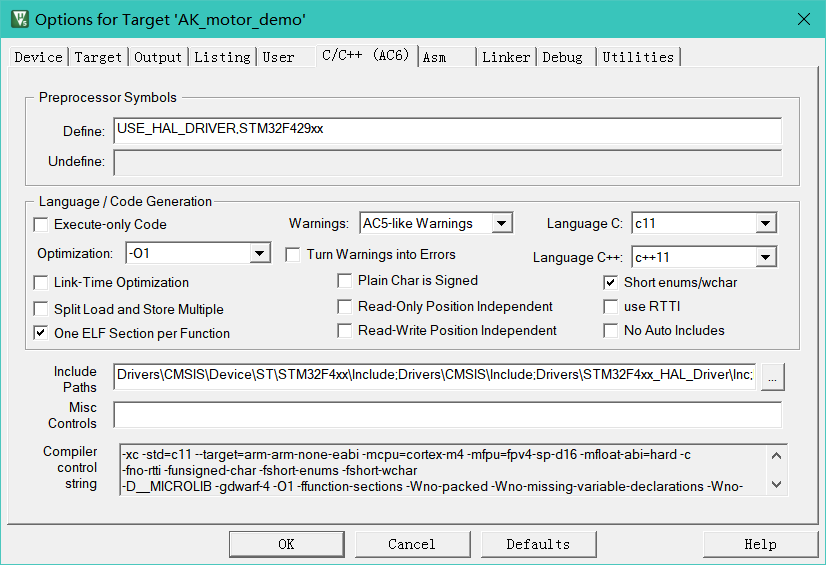 Options for Target 'AK_motor_demo'
Device Target Output Listing User C/C++ (AC6) Asm Linker Debug Utilities
Preprocessor Symbols
Define: USE_HAL_DRIVER,STM32F429xx
Undefine:
Language / Code Generation
Execute-only Code Warnings: AC5-like Warnings Language C: c11
Optimization: -O1 Turn Warnings into Errors Language C++: c++11
Link-Time Optimization Plain Char is Signed Short enums/wchar
Split Load and Store Multiple Read-Only Position Independent use RTTI
One ELF Section per Function Read-Write Position Independent No Auto Includes
Include
Paths
Drivers\CMSIS\Device\ST\STM32F4xx\Include;Drivers\CMSIS\Include;Drivers\STM32F4xx_HAL_Driver\Inc; ...
Misc
Controls
Compiler
control
string
-xc -std=c11 --target=arm-arm-none-eabi -mcpu=cortex-m4 -mfpu=fpv4-sp-d16 -mfloat-abi=hard -c
-fno-rtti -funsigned-char -fshort-enums -fshort-wchar
-D__MICROLIB -gdwarf-4 -O1 -ffunction-sections -Wno-packed -Wno-missing-variable-declarations -Wno-
OK Cancel Defaults Help